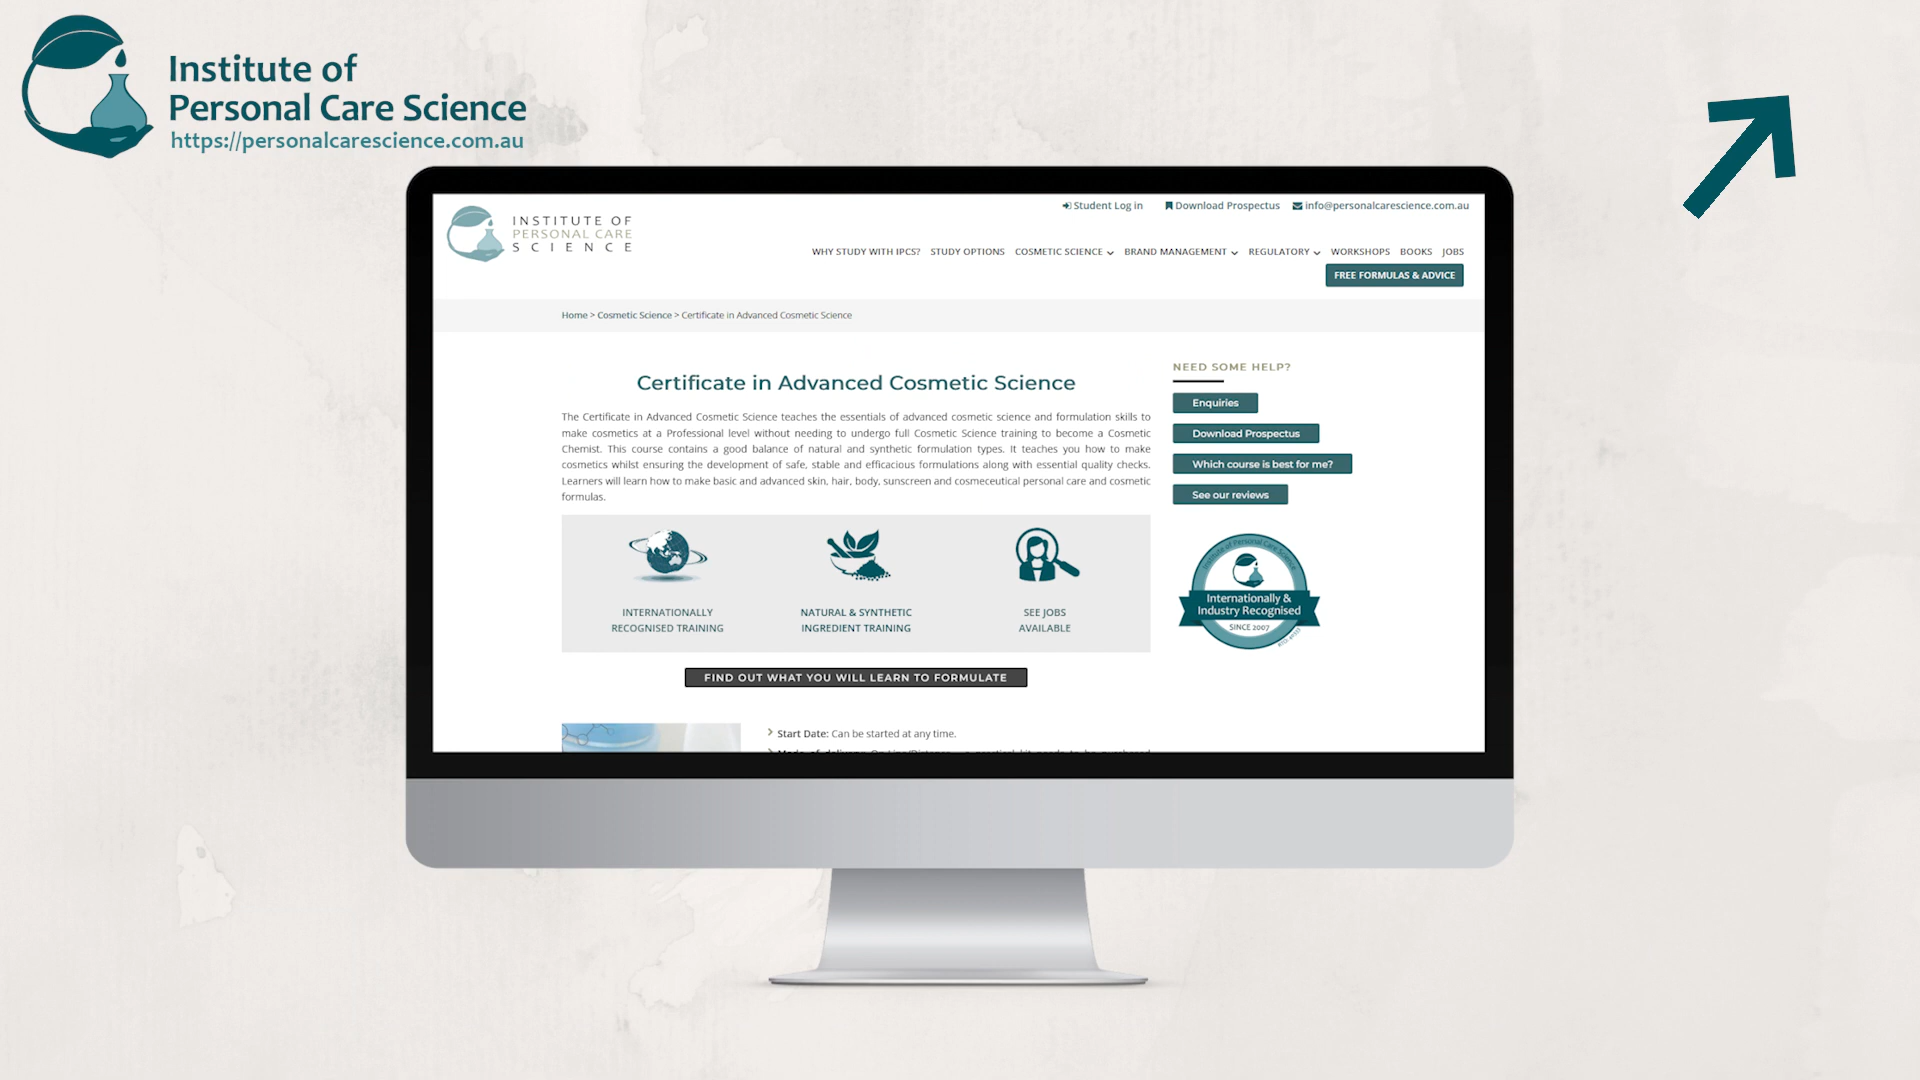 Institute of
Personal Care Science
https://personalcarescience.com.au
Student Log in
Download Prospectus
info@personalcarescience.com.au
INSTITUTE OF
PERSONAL CARE
SCIENCE
WHY STUDY WITH IPCS? STUDY OPTIONS COSMETIC SCIENCE BRAND MANAGEMENT REGULATORY WORKSHOPS BOOKS JOBS
FREE FORMULAS & ADVICE
Home > Cosmetic Science > Certificate in Advanced Cosmetic Science
Certificate in Advanced Cosmetic Science
The Certificate in Advanced Cosmetic Science teaches the essentials of advanced cosmetic science and formulation skills to
make cosmetics at a Professional level without needing to undergo full Cosmetic Science training to become a Cosmetic
Chemist. This course contains a good balance of natural and synthetic formulation types. It teaches you how to make
cosmetics whilst ensuring the development of safe, stable and efficacious formulations along with essential quality checks.
Learners will learn how to make basic and advanced skin, hair, body, sunscreen and cosmeceutical personal care and cosmetic
formulas.
INTERNATIONALLY
RECOGNISED TRAINING
NATURAL & SYNTHETIC
INGREDIENT TRAINING
SEE JOBS
AVAILABLE
FIND OUT WHAT YOU WILL LEARN TO FORMULATE
Start Date: Can be started at any time.
NEED SOME HELP?
Enquiries
Download Prospectus
Which course is best for me?
See our reviews
Institute of Personal Care Science
Internationally &
Industry Recognised
SINCE 2007